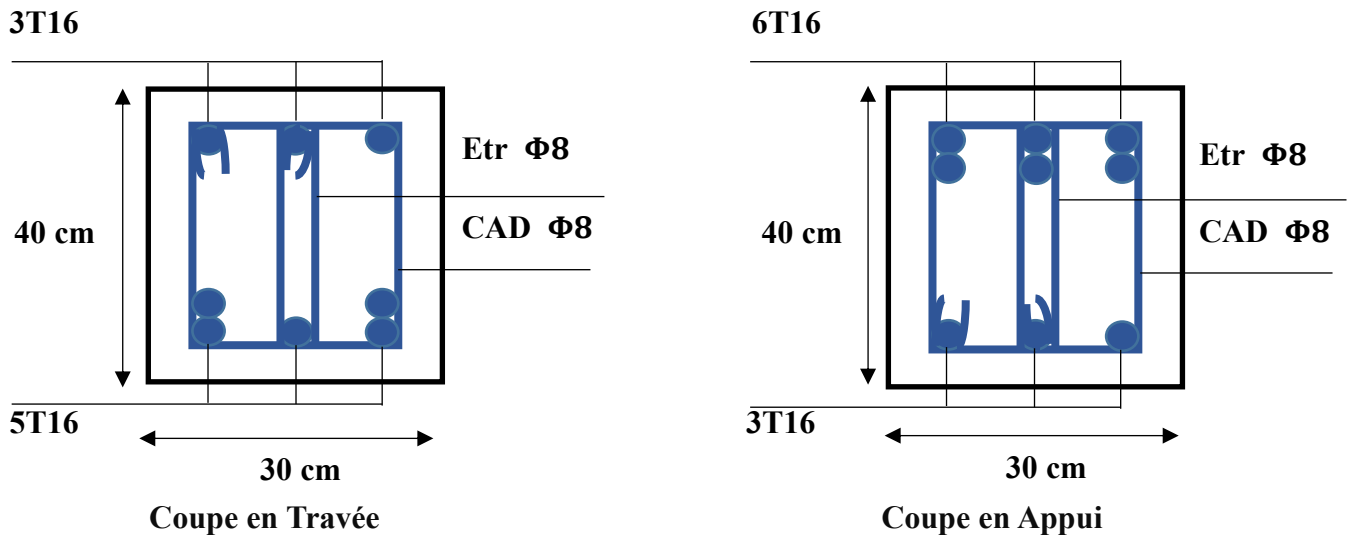 3T16
Etr Φ8
CAD Φ8
40 cm
5T16
30 cm
Coupe en Travée
6T16
Etr Φ8
CAD Φ8
40 cm
3T16
30 cm
Coupe en Appui